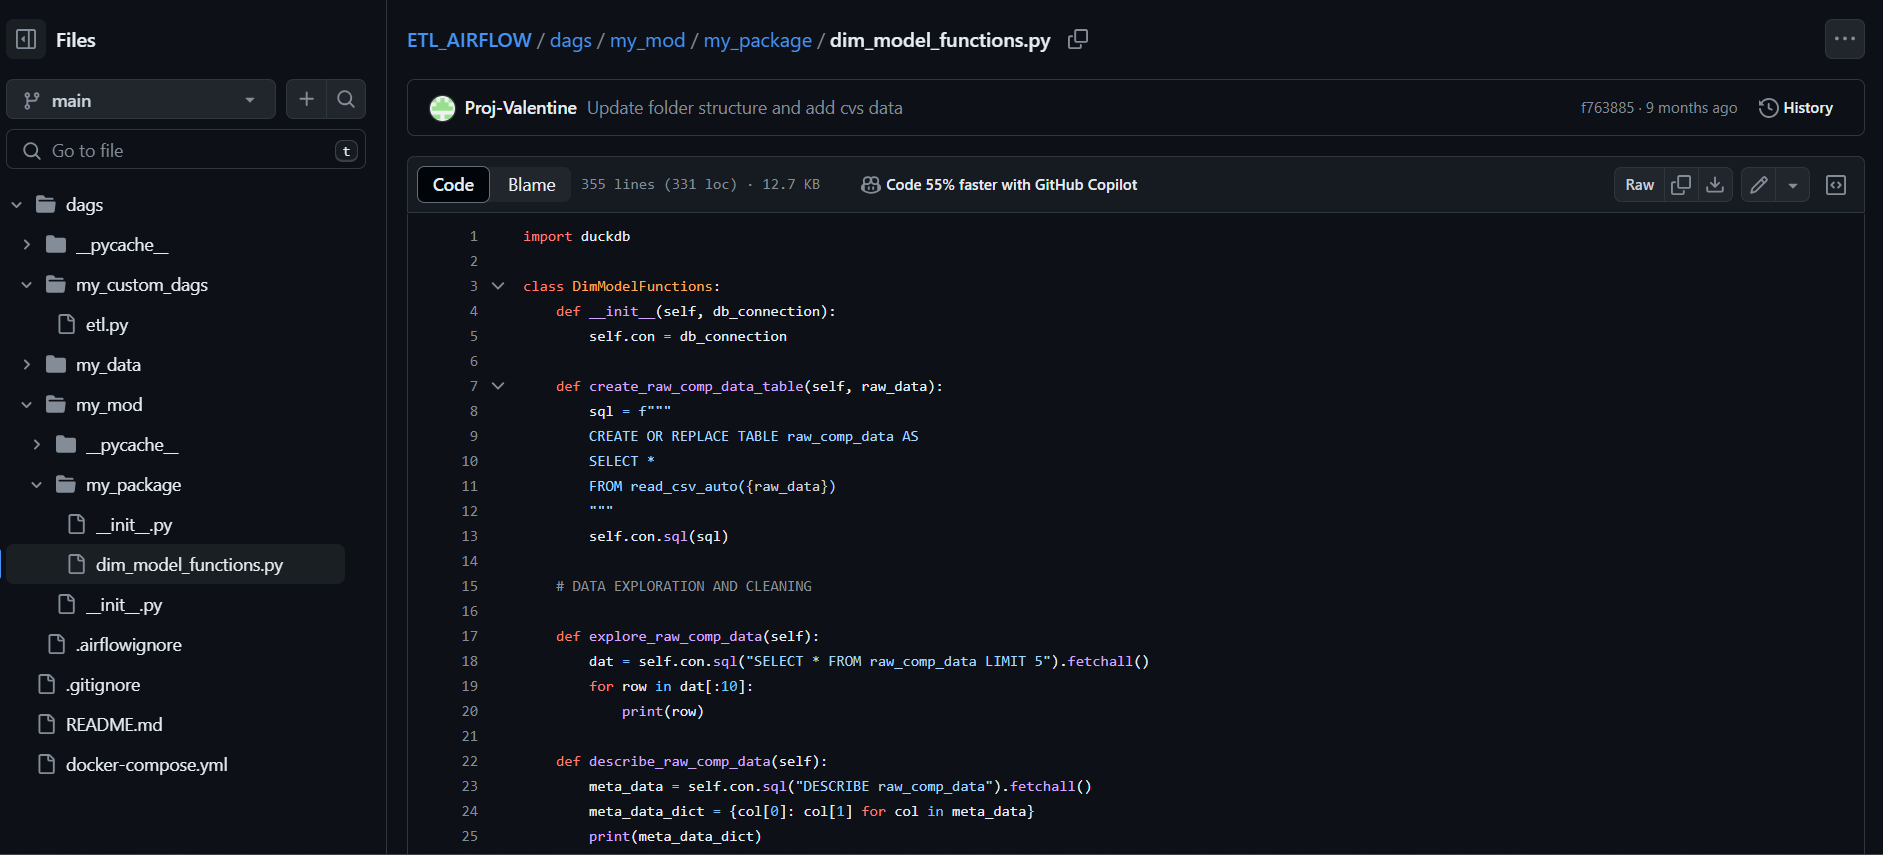 Files
main
Go to file
t
dags
__pycache__
my_custom_dags
etl.py
my_data
my_mod
__pycache__
my_package
__init__.py
dim_model_functions.py
__init__.py
.airflowignore
.gitignore
README.md
docker-compose.yml
ETL_AIRFLOW / dags / my_mod / my_package / dim_model_functions.py
Proj-Valentine Update folder structure and add cvs data
f763885 · 9 months ago
History
Code Blame 355 lines (331 loc) · 12.7 KB Code 55% faster with GitHub Copilot Raw
1 import duckdb
2
3 class DimModelFunctions:
4     def __init__(self, db_connection):
5         self.con = db_connection
6
7     def create_raw_comp_data_table(self, raw_data):
8         sql = f"""
9         CREATE OR REPLACE TABLE raw_comp_data AS
10         SELECT *
11         FROM read_csv_auto({raw_data})
12         """
13         self.con.sql(sql)
14
15     # DATA EXPLORATION AND CLEANING
16
17     def explore_raw_comp_data(self):
18         dat = self.con.sql("SELECT * FROM raw_comp_data LIMIT 5").fetchall()
19         for row in dat[:10]:
20             print(row)
21
22     def describe_raw_comp_data(self):
23         meta_data = self.con.sql("DESCRIBE raw_comp_data").fetchall()
24         meta_data_dict = {col[0]: col[1] for col in meta_data}
25         print(meta_data_dict)